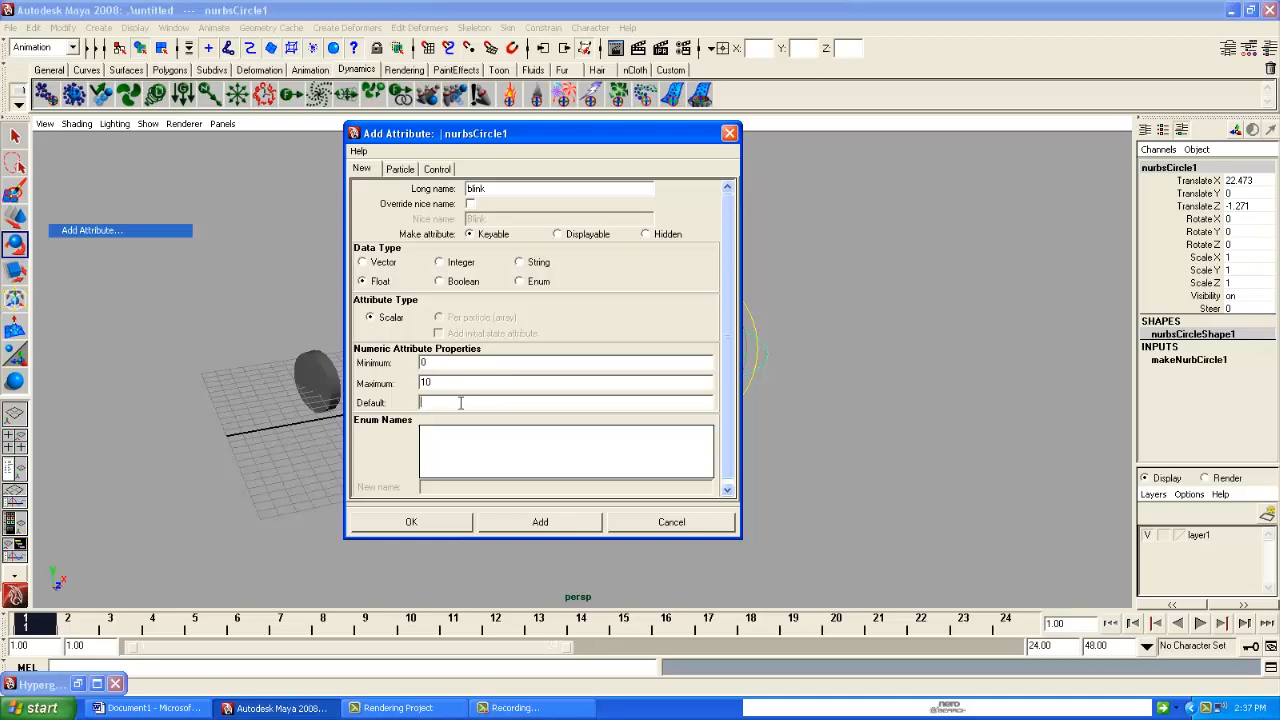 Autodesk Maya 2008: .\untitled --- nurbsCircle1
File Edit Modify Create Display Window Animate Geometry Cache Create Deformers Edit Deformers Skeleton Skin Constrain Character Help
Animation X: Y: Z:
General Curves Surfaces Polygons Subdivs Deformation Animation Dynamics Rendering PaintEffects Toon Fluids Fur Hair nCloth Custom
View Shading Lighting Show Renderer Panels
Add Attribute...
Add Attribute: |nurbsCircle1
Help
New Particle Control
Long name: blink
Override nice name:
Nice name: Blink
Make attribute: Keyable Displayable Hidden
Data Type
Vector Integer String
Float Boolean Enum
Attribute Type
Scalar Per particle (array)
Add initial state attribute
Numeric Attribute Properties
Minimum: 0
Maximum: 10
Default:
Enum Names
New name:
OK Add Cancel
Channels Object
nurbsCircle1
Translate X 22.473
Translate Y 0
Translate Z -1.271
Rotate X 0
Rotate Y 0
Rotate Z 0
Scale X 1
Scale Y 1
Scale Z 1
Visibility on
Steer 0
SHAPES
nurbsCircleShape1
INPUTS
makeNurbCircle1
Display Render
Layers Options Help
V layer1
<< >>
y x z
persp
1 2 3 4 5 6 7 8 9 10 11 12 13 14 15 16 17 18 19 20 21 22 23 24
1
1.00
1.00 1.00 24.00 48.00 No Character Set
MEL
Hyperg...
start Document1 - Microsof... Autodesk Maya 2008... Rendering Project Recording... nero SEARCH 2:37 PM